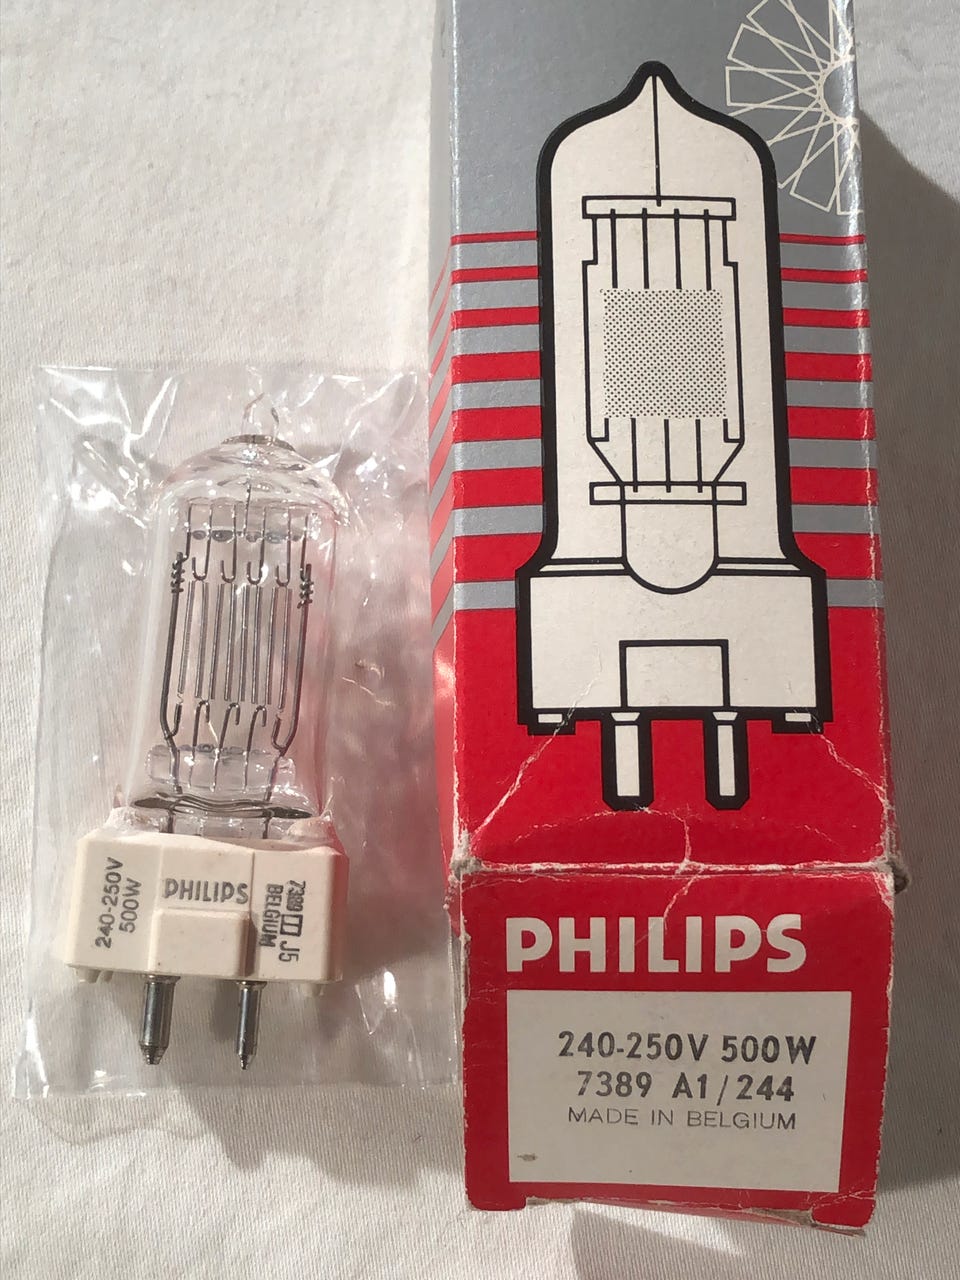 240-250V
500W
PHILIPS
7389
BELGIUM
J5
PHILIPS
240-250V 500W
7389 A1/244
MADE IN BELGIUM